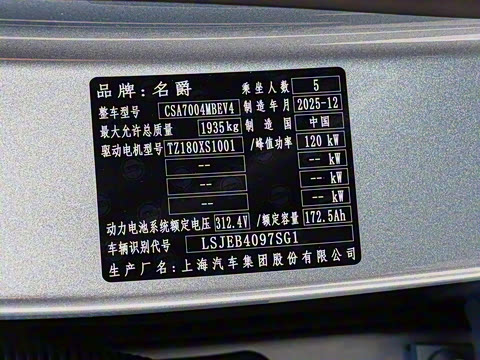 品牌:名爵 乘坐人数 5
整车型号 CSA7004MBEV4 制造年月 2025-12
最大允许总质量 1935kg 制造国 中国
驱动电机型号 TZ180XS1001 /峰值功率 120 kW
-- -- kW
-- -- kW
-- -- kW
动力电池系统额定电压 312.4V /额定容量 172.5Ah
车辆识别代号 LSJEB4097SG1
生产厂名:上海汽车集团股份有限公司